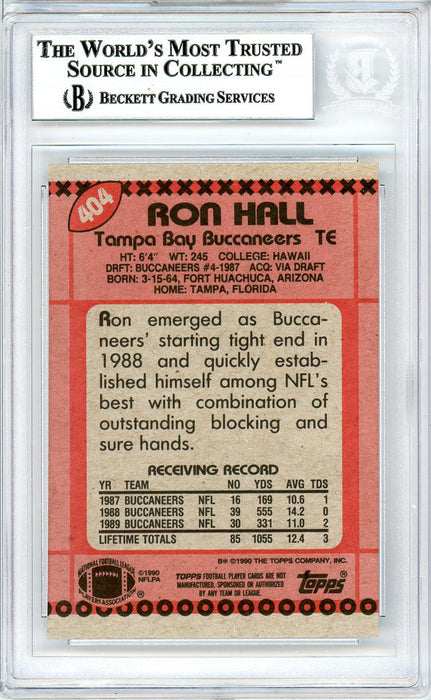 THE WORLD'S MOST TRUSTED
SOURCE IN COLLECTING™
B BECKETT GRADING SERVICES
404
RON HALL
Tampa Bay Buccaneers TE
HT: 6'4" WT: 245 COLLEGE: HAWAII
DRFT: BUCCANEERS #4-1987 ACQ: VIA DRAFT
BORN: 3-15-64, FORT HUACHUCA, ARIZONA
HOME: TAMPA, FLORIDA
Ron emerged as Bucca-
neers' starting tight end in
1988 and quickly estab-
lished himself among NFL's
best with combination of
outstanding blocking and
sure hands.
RECEIVING RECORD
YR TEAM NO YDS AVG TDS
1987 BUCCANEERS NFL 16 169 10.6 1
1988 BUCCANEERS NFL 39 555 14.2 0
1989 BUCCANEERS NFL 30 331 11.0 2
LIFETIME TOTALS 85 1055 12.4 3
B* ©1990 THE TOPPS COMPANY, INC.
NATIONAL FOOTBALL LEAGUE
PLAYERS ASSOCIATION
©1990
NFLPA
TOPPS FOOTBALL PLAYER CARDS ARE NOT
MANUFACTURED, SPONSORED OR AUTHORIZED
BY ANY TEAM OR LEAGUE.
topps®